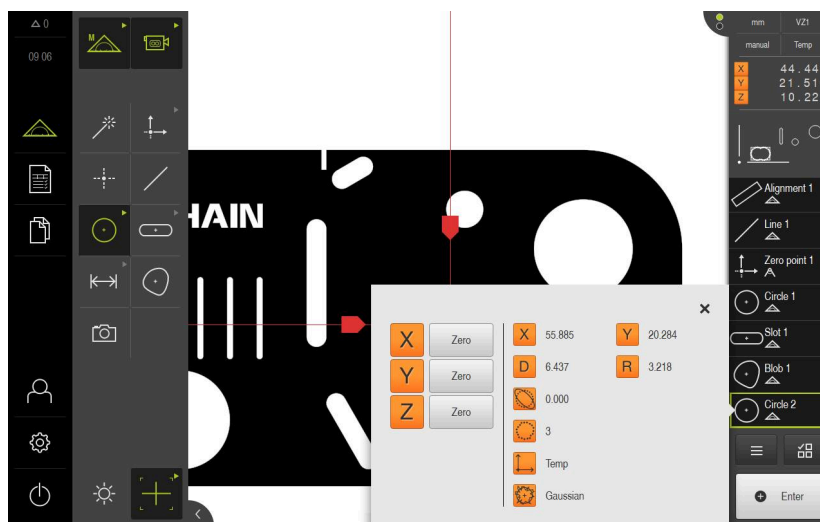 0
09 06
M
HAIN
mm VZ1
manual Temp
X 44.44
Y 21.51
Z 10.22
Alignment 1
Line 1
Zero point 1
Circle 1
Slot 1
Blob 1
Circle 2
X Zero
Y Zero
Z Zero
X 55.885 Y 20.284
D 6.437 R 3.218
0.000
3
Temp
Gaussian
Enter